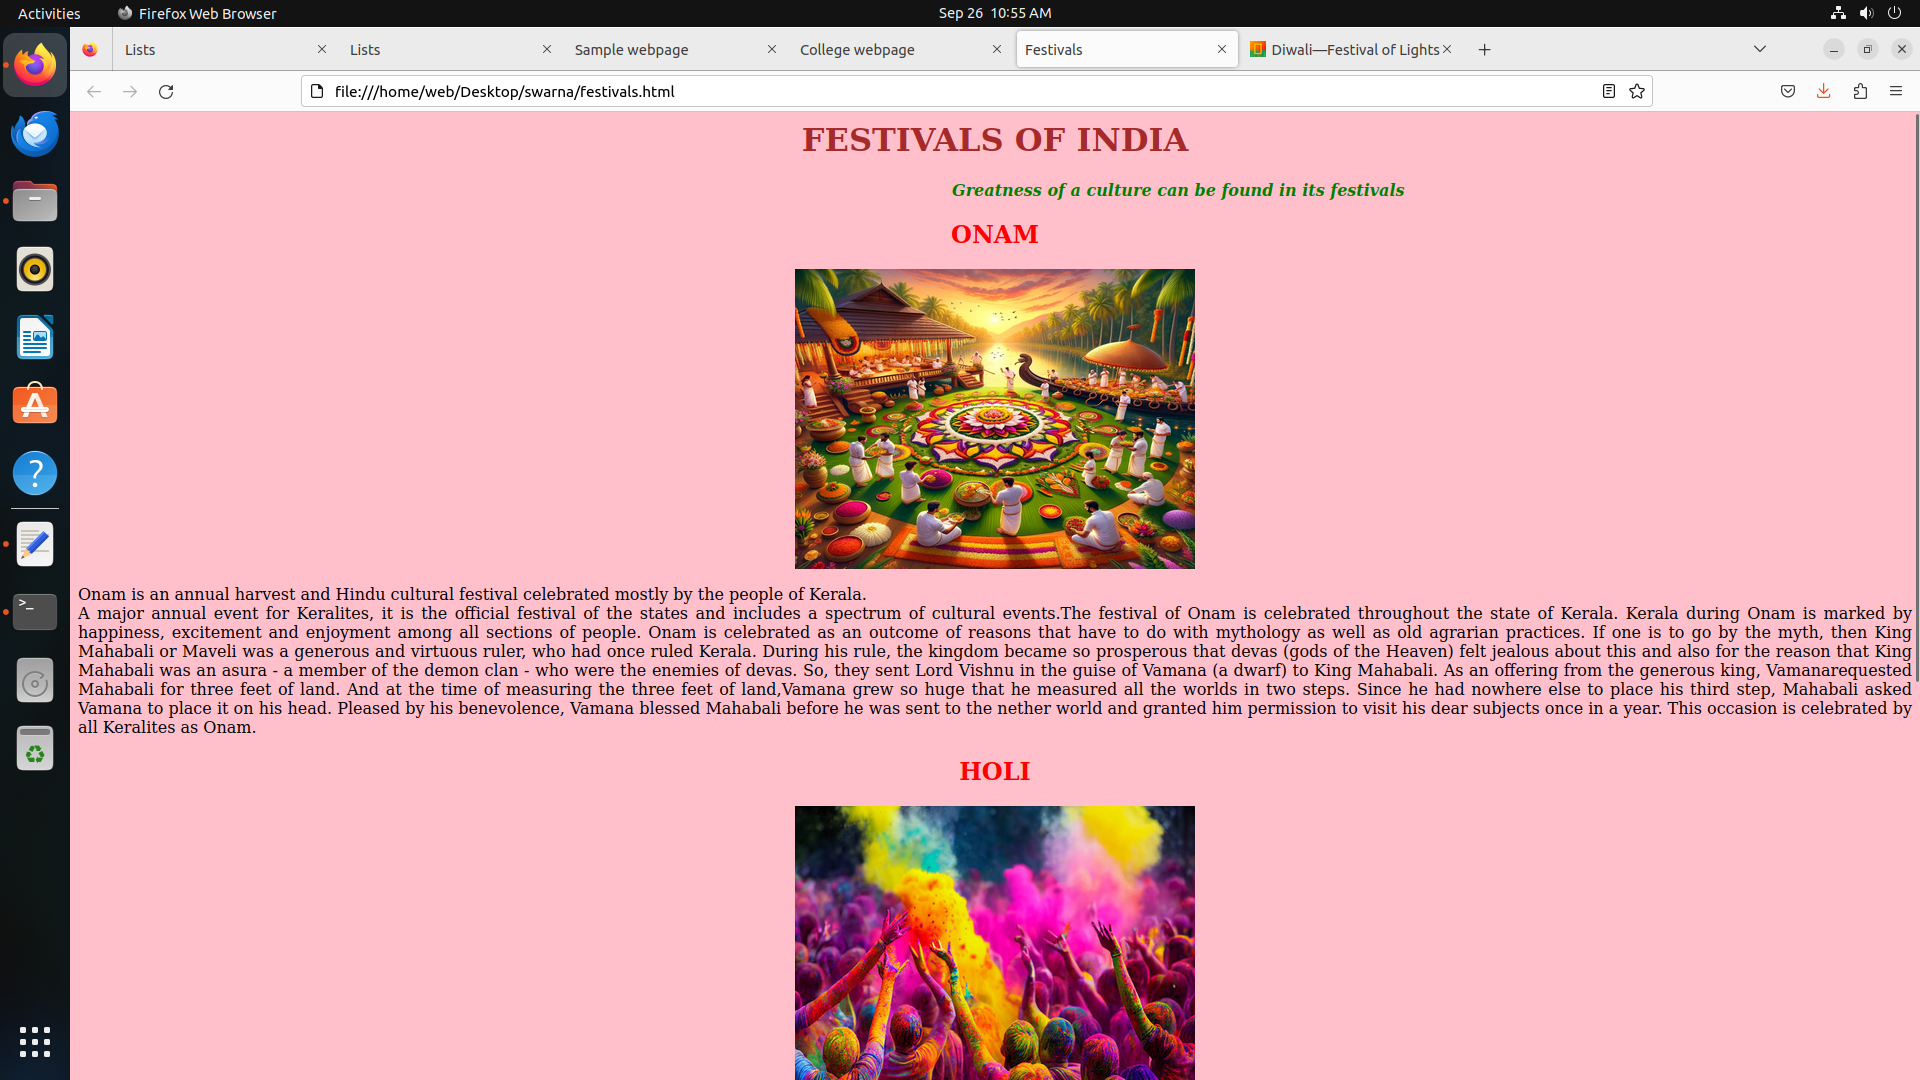 Activities Firefox Web Browser Sep 26 10:55 AM
Lists Lists Sample webpage College webpage Festivals Diwali—Festival of Lights
file:///home/web/Desktop/swarna/festivals.html
FESTIVALS OF INDIA
Greatness of a culture can be found in its festivals
ONAM
Onam is an annual harvest and Hindu cultural festival celebrated mostly by the people of Kerala.
A major annual event for Keralites, it is the official festival of the states and includes a spectrum of cultural events.The festival of Onam is celebrated throughout the state of Kerala. Kerala during Onam is marked by
happiness, excitement and enjoyment among all sections of people. Onam is celebrated as an outcome of reasons that have to do with mythology as well as old agrarian practices. If one is to go by the myth, then King
Mahabali or Maveli was a generous and virtuous ruler, who had once ruled Kerala. During his rule, the kingdom became so prosperous that devas (gods of the Heaven) felt jealous about this and also for the reason that King
Mahabali was an asura - a member of the demon clan - who were the enemies of devas. So, they sent Lord Vishnu in the guise of Vamana (a dwarf) to King Mahabali. As an offering from the generous king, Vamanarequested
Mahabali for three feet of land. And at the time of measuring the three feet of land,Vamana grew so huge that he measured all the worlds in two steps. Since he had nowhere else to place his third step, Mahabali asked
Vamana to place it on his head. Pleased by his benevolence, Vamana blessed Mahabali before he was sent to the nether world and granted him permission to visit his dear subjects once in a year. This occasion is celebrated by
all Keralites as Onam.
HOLI